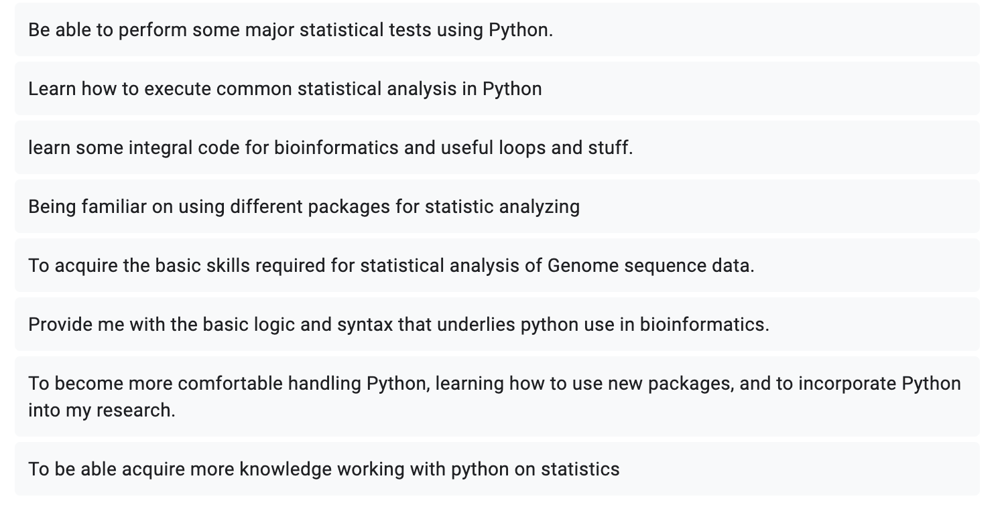 Be able to perform some major statistical tests using Python.
Learn how to execute common statistical analysis in Python
learn some integral code for bioinformatics and useful loops and stuff.
Being familiar on using different packages for statistic analyzing
To acquire the basic skills required for statistical analysis of Genome sequence data.
Provide me with the basic logic and syntax that underlies python use in bioinformatics.
To become more comfortable handling Python, learning how to use new packages, and to incorporate Python
into my research.
To be able acquire more knowledge working with python on statistics